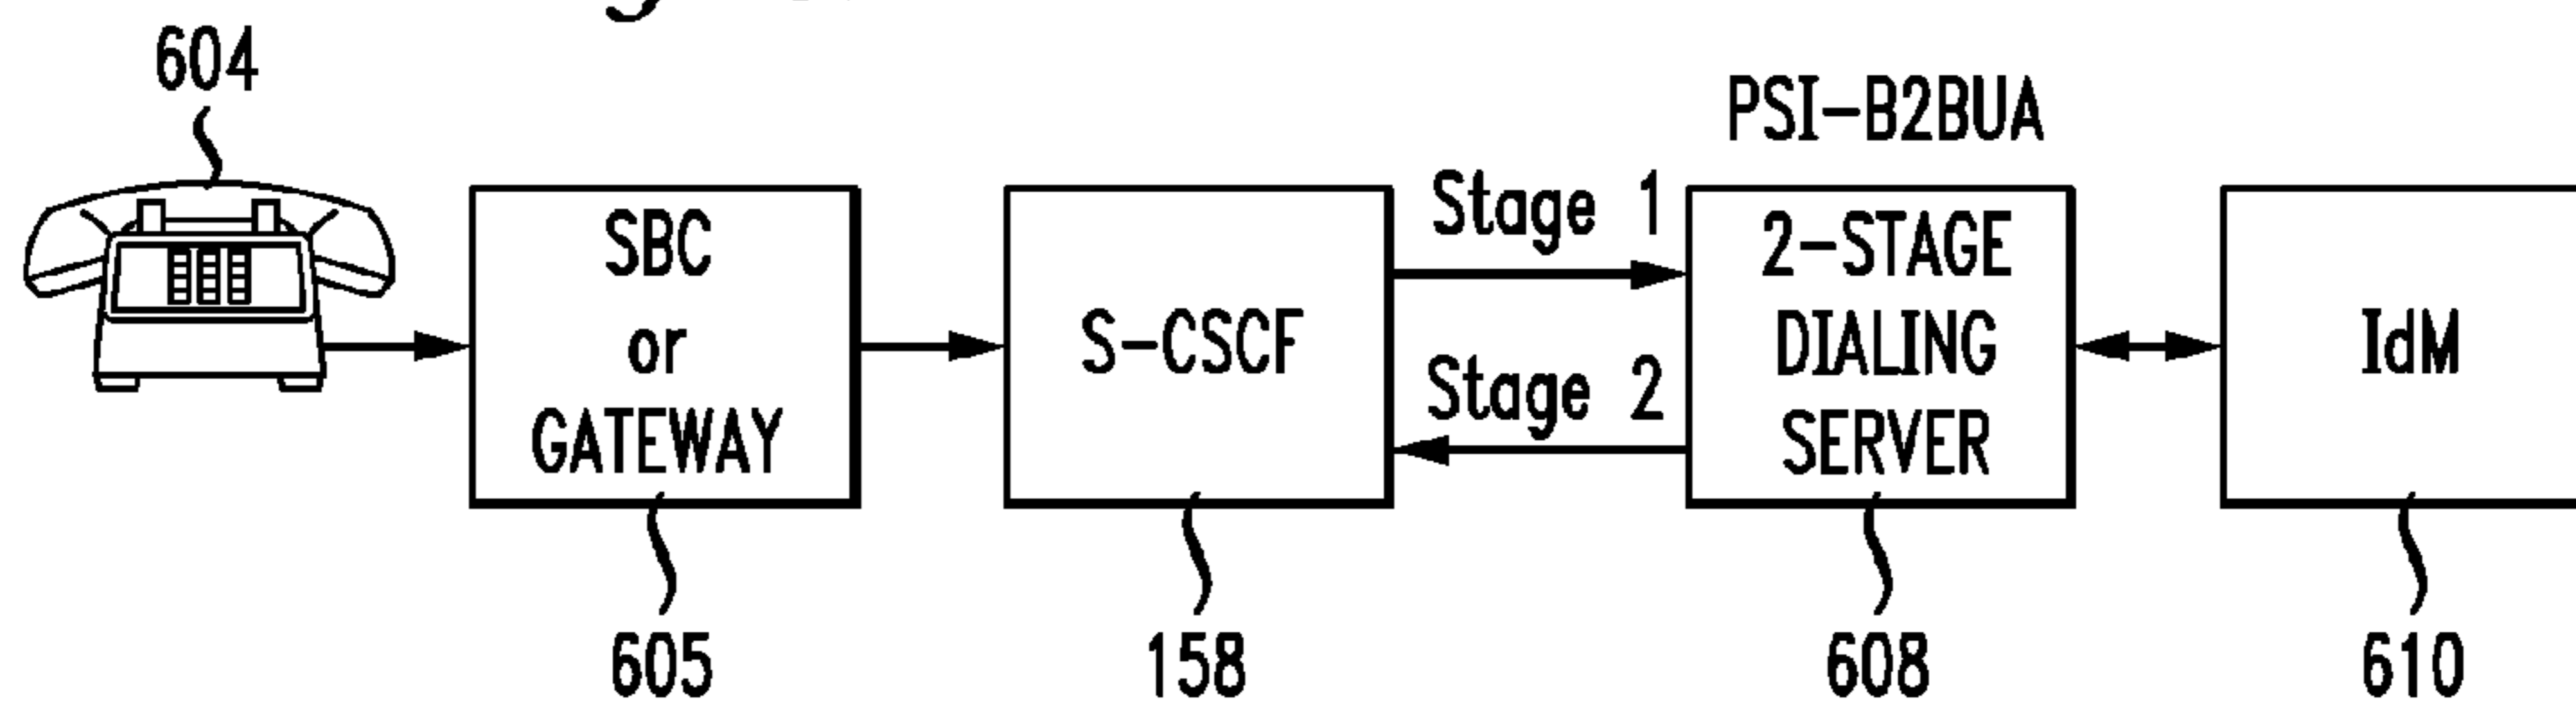 604
PSI-B2BUA
SBC
or
GATEWAY
S-CSCF
Stage 1
Stage 2
2-STAGE
DIALING
SERVER
IdM
605
158
608
610